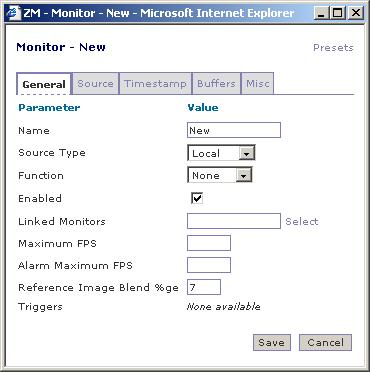 ZM - Monitor - New - Microsoft Internet Explorer
Monitor - New Presets
General Source Timestamp Buffers Misc
Parameter Value
Name New
Source Type Local
Function None
Enabled
Linked Monitors Select
Maximum FPS
Alarm Maximum FPS
Reference Image Blend %ge 7
Triggers None available
Save Cancel